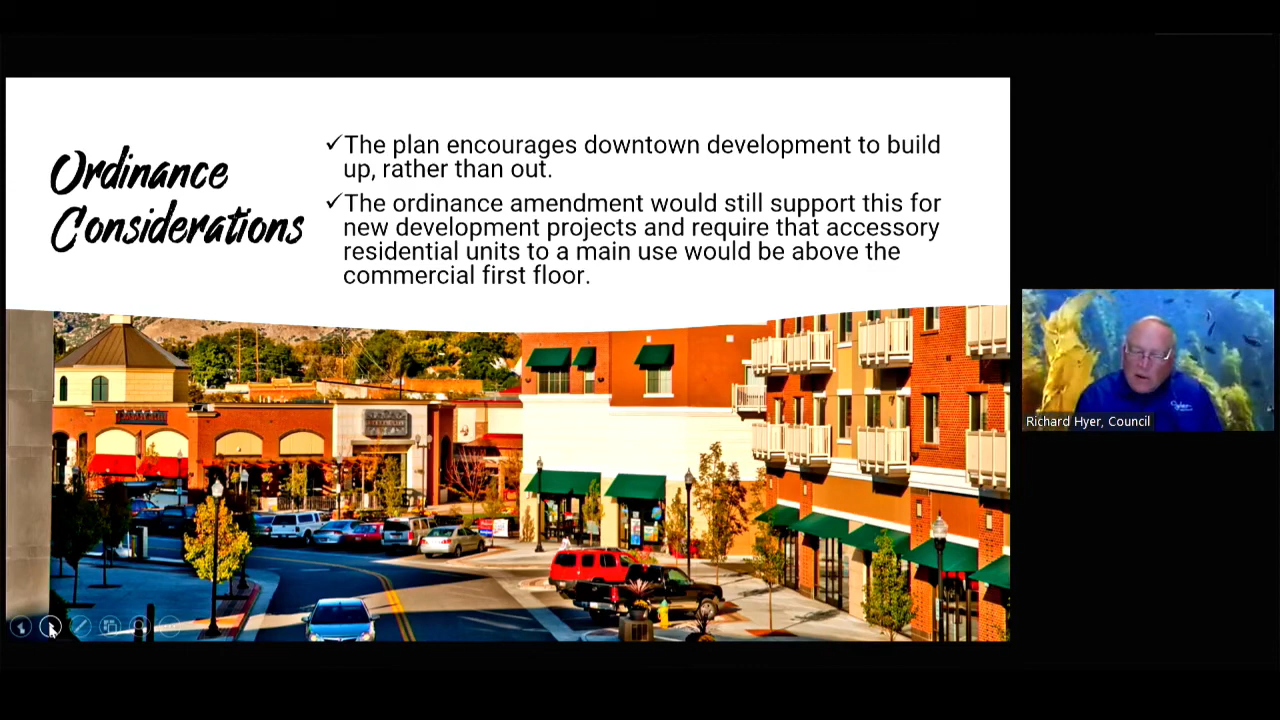 Ordinance
Considerations
✓The plan encourages downtown development to build
up, rather than out.
✓The ordinance amendment would still support this for
new development projects and require that accessory
residential units to a main use would be above the
commercial first floor.
Richard Hyer, Council